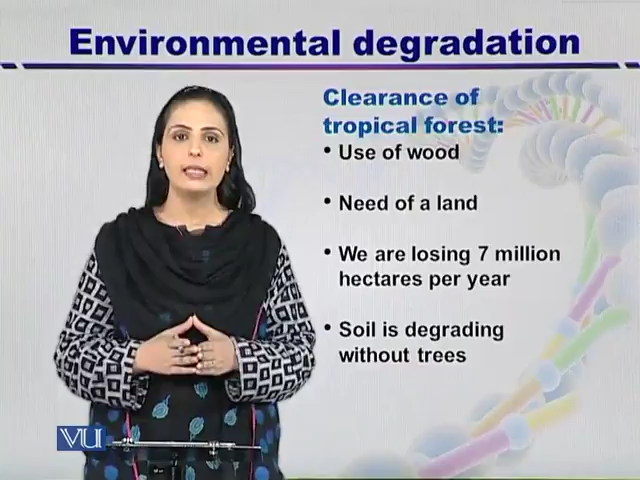 Environmental degradation
Clearance of
tropical forest:
• Use of wood
• Need of a land
• We are losing 7 million
hectares per year
• Soil is degrading
without trees
VU